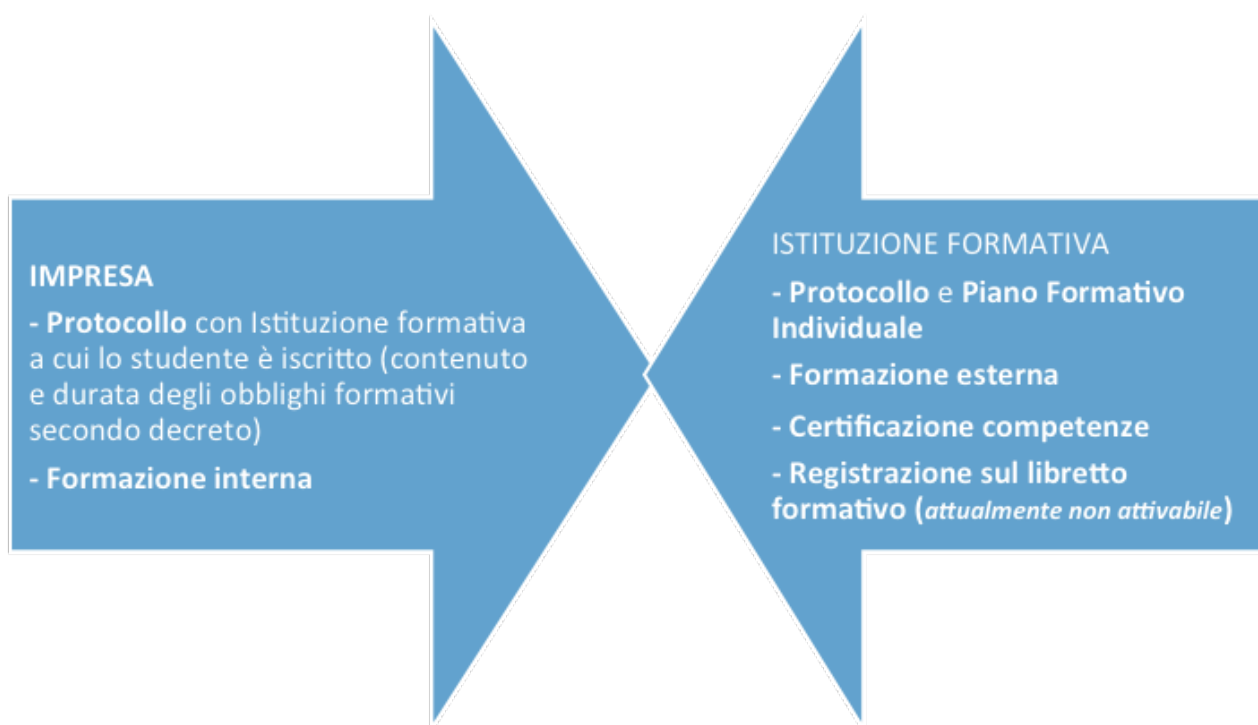 IMPRESA
- Protocollo con Istituzione formativa
a cui lo studente è iscritto (contenuto
e durata degli obblighi formativi
secondo decreto)
- Formazione interna
ISTITUZIONE FORMATIVA
- Protocollo e Piano Formativo
Individuale
- Formazione esterna
- Certificazione competenze
- Registrazione sul libretto
formativo (attualmente non attivabile)